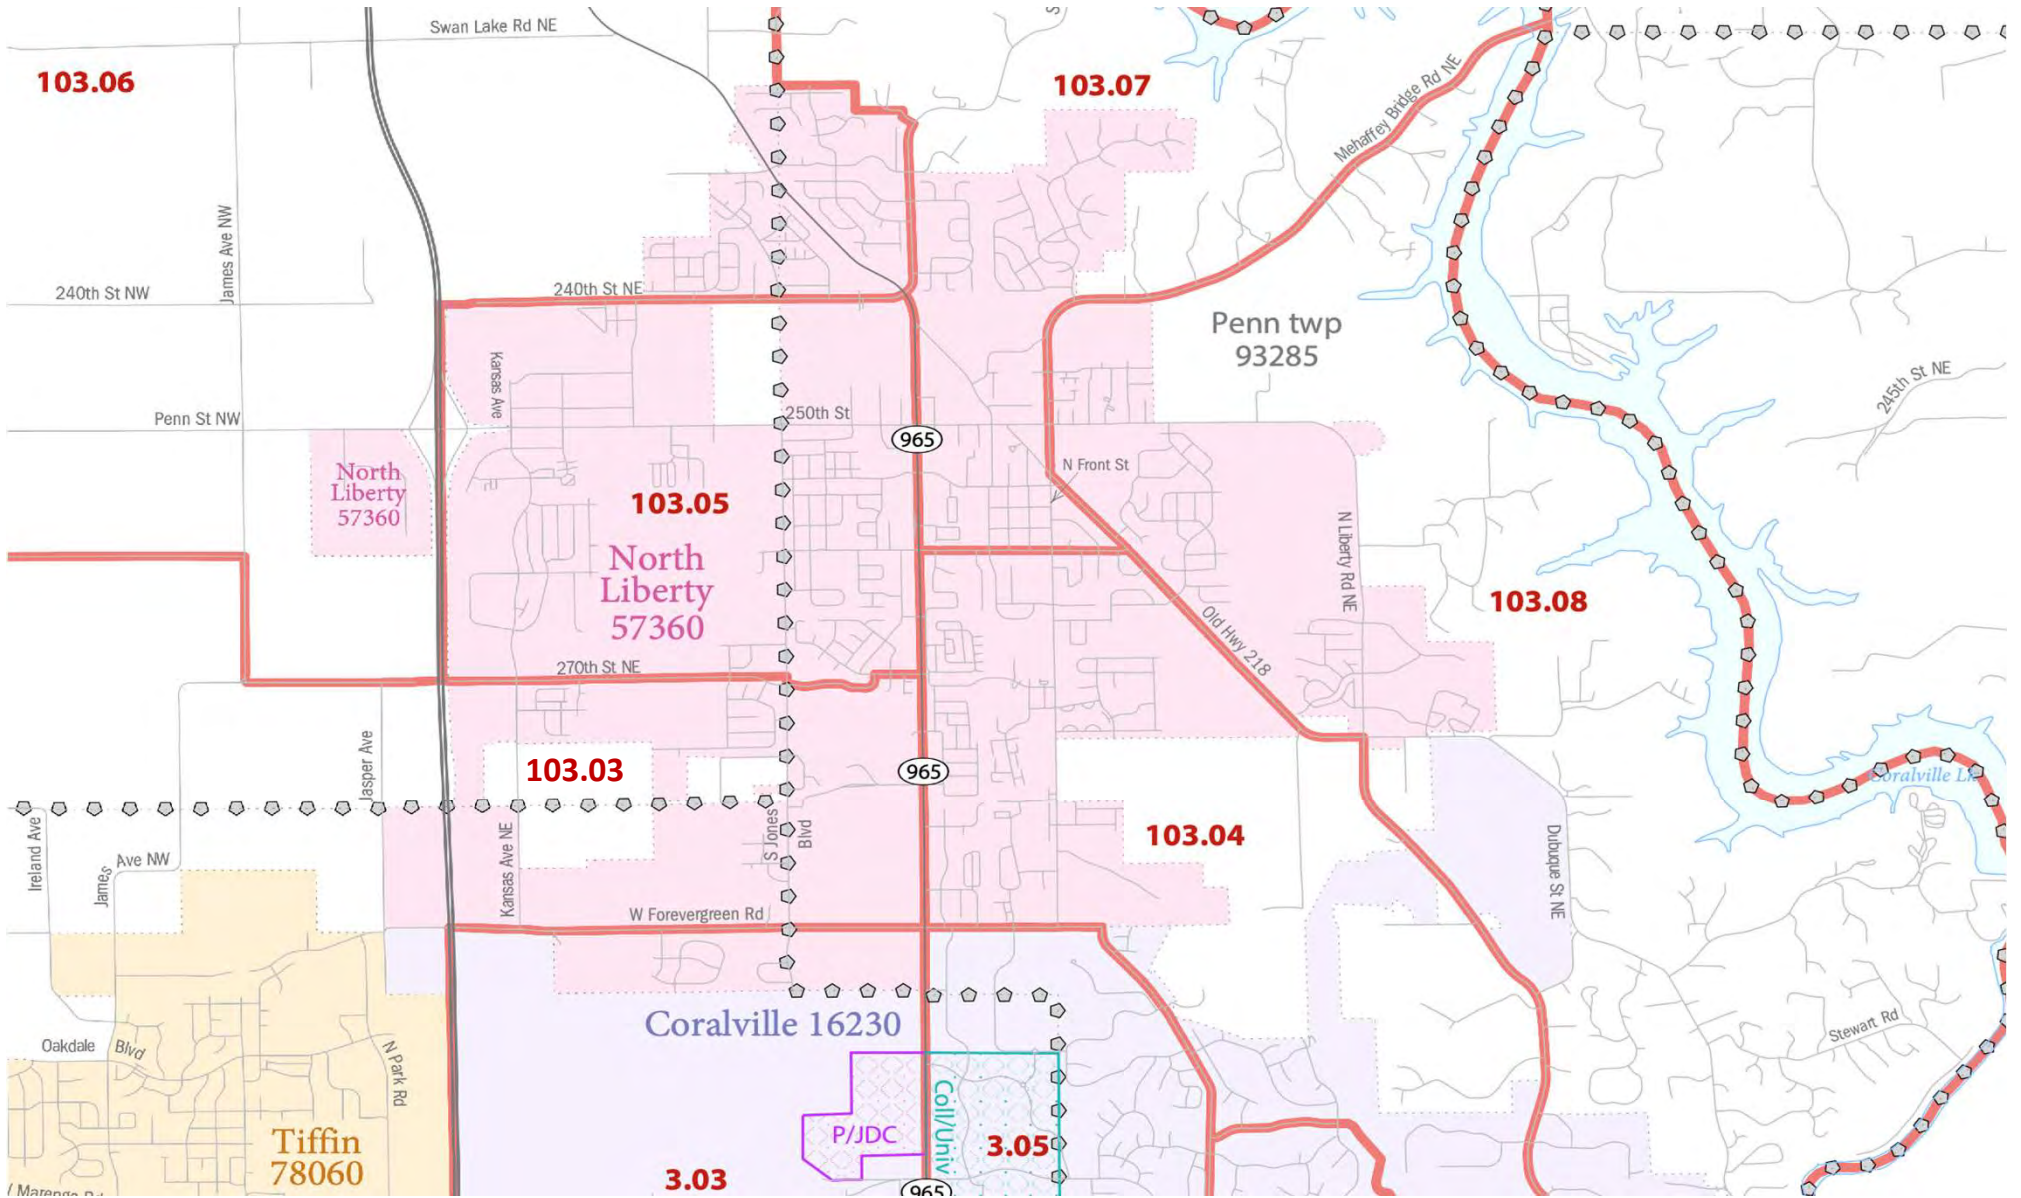 Swan Lake Rd NE
103.06
103.07
Mehaffey Bridge Rd NE
James Ave NW
240th St NW
240th St NE
Penn twp
93285
Kansas Ave
245th St NE
Penn St NW
250th St
965
N Front St
North
Liberty
57360
103.05
North
Liberty
57360
N Liberty Rd NE
103.08
Old Hwy 218
270th St NE
Jasper Ave
103.03
965
Coralville L
Ireland Ave
James
Ave NW
Kansas Ave NE
S Jones
Blvd
103.04
Dubuque St NE
W Forevergreen Rd
Coralville 16230
Stewart Rd
Oakdale
Blvd
N Park Rd
Coll/Univ
P/JDC
3.05
Tiffin
78060
3.03
965